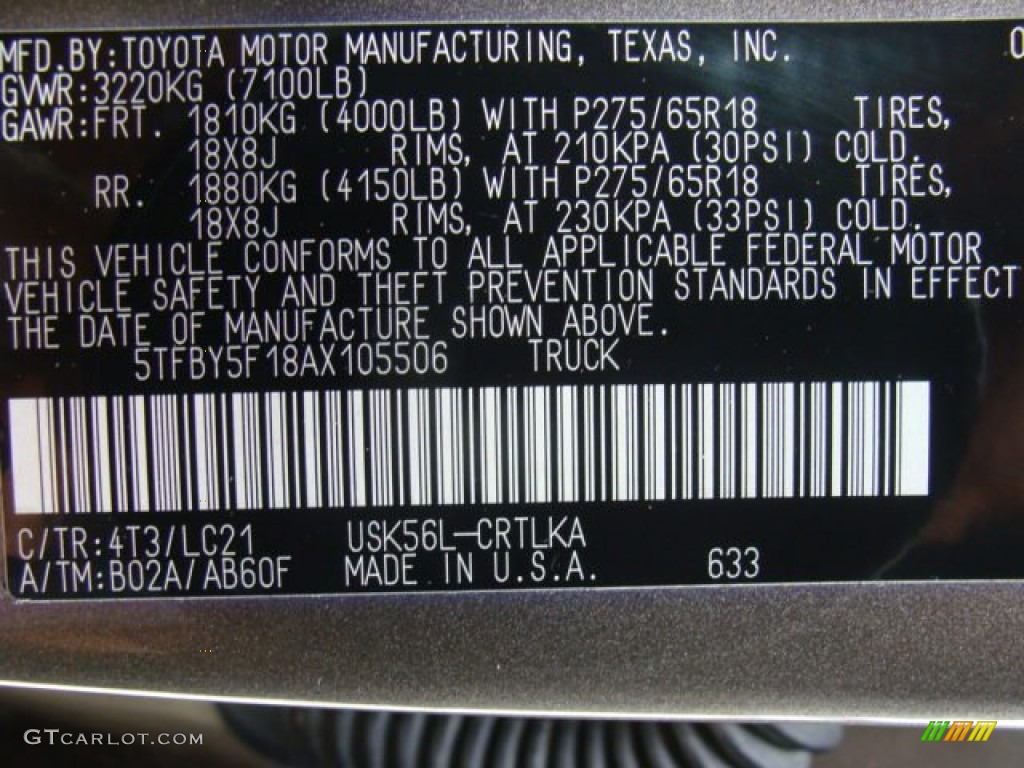 MFD.BY:TOYOTA MOTOR MANUFACTURING, TEXAS, INC. 0
GVWR:3220KG (7100LB)
GAWR:FRT. 1810KG (4000LB) WITH P275/65R18 TIRES,
18X8J RIMS, AT 210KPA (30PSI) COLD.
RR. 1880KG (4150LB) WITH P275/65R18 TIRES,
18X8J RIMS, AT 230KPA (33PSI) COLD.
THIS VEHICLE CONFORMS TO ALL APPLICABLE FEDERAL MOTOR
VEHICLE SAFETY AND THEFT PREVENTION STANDARDS IN EFFECT
THE DATE OF MANUFACTURE SHOWN ABOVE.
5TFBY5F18AX105506 TRUCK
C/TR:4T3/LC21 USK56L-CRTLKA
A/TM:B02A/AB60F MADE IN U.S.A. 633
GTCARLOT.COM